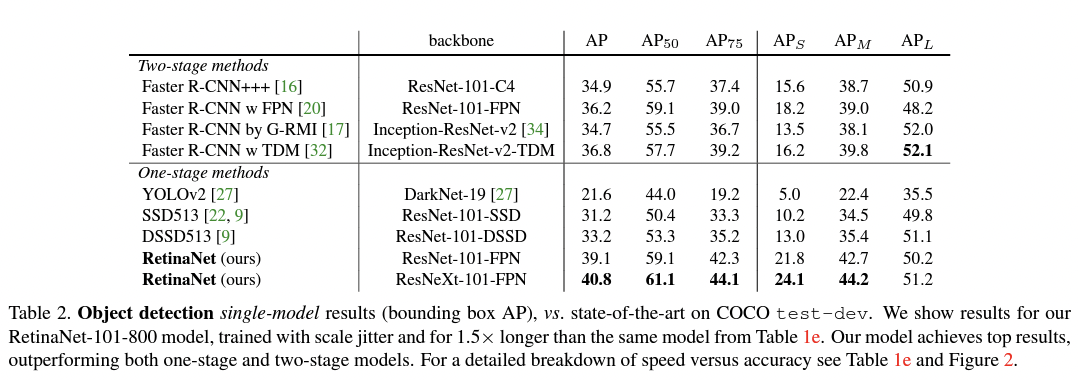 backbone AP AP50 AP75 APS APM APL
Two-stage methods
Faster R-CNN+++ [16] ResNet-101-C4 34.9 55.7 37.4 15.6 38.7 50.9
Faster R-CNN w FPN [20] ResNet-101-FPN 36.2 59.1 39.0 18.2 39.0 48.2
Faster R-CNN by G-RMI [17] Inception-ResNet-v2 [34] 34.7 55.5 36.7 13.5 38.1 52.0
Faster R-CNN w TDM [32] Inception-ResNet-v2-TDM 36.8 57.7 39.2 16.2 39.8 52.1
One-stage methods
YOLOv2 [27] DarkNet-19 [27] 21.6 44.0 19.2 5.0 22.4 35.5
SSD513 [22, 9] ResNet-101-SSD 31.2 50.4 33.3 10.2 34.5 49.8
DSSD513 [9] ResNet-101-DSSD 33.2 53.3 35.2 13.0 35.4 51.1
RetinaNet (ours) ResNet-101-FPN 39.1 59.1 42.3 21.8 42.7 50.2
RetinaNet (ours) ResNeXt-101-FPN 40.8 61.1 44.1 24.1 44.2 51.2
Table 2. Object detection single-model results (bounding box AP), vs. state-of-the-art on COCO test-dev. We show results for our
RetinaNet-101-800 model, trained with scale jitter and for 1.5× longer than the same model from Table 1e. Our model achieves top results,
outperforming both one-stage and two-stage models. For a detailed breakdown of speed versus accuracy see Table 1e and Figure 2.